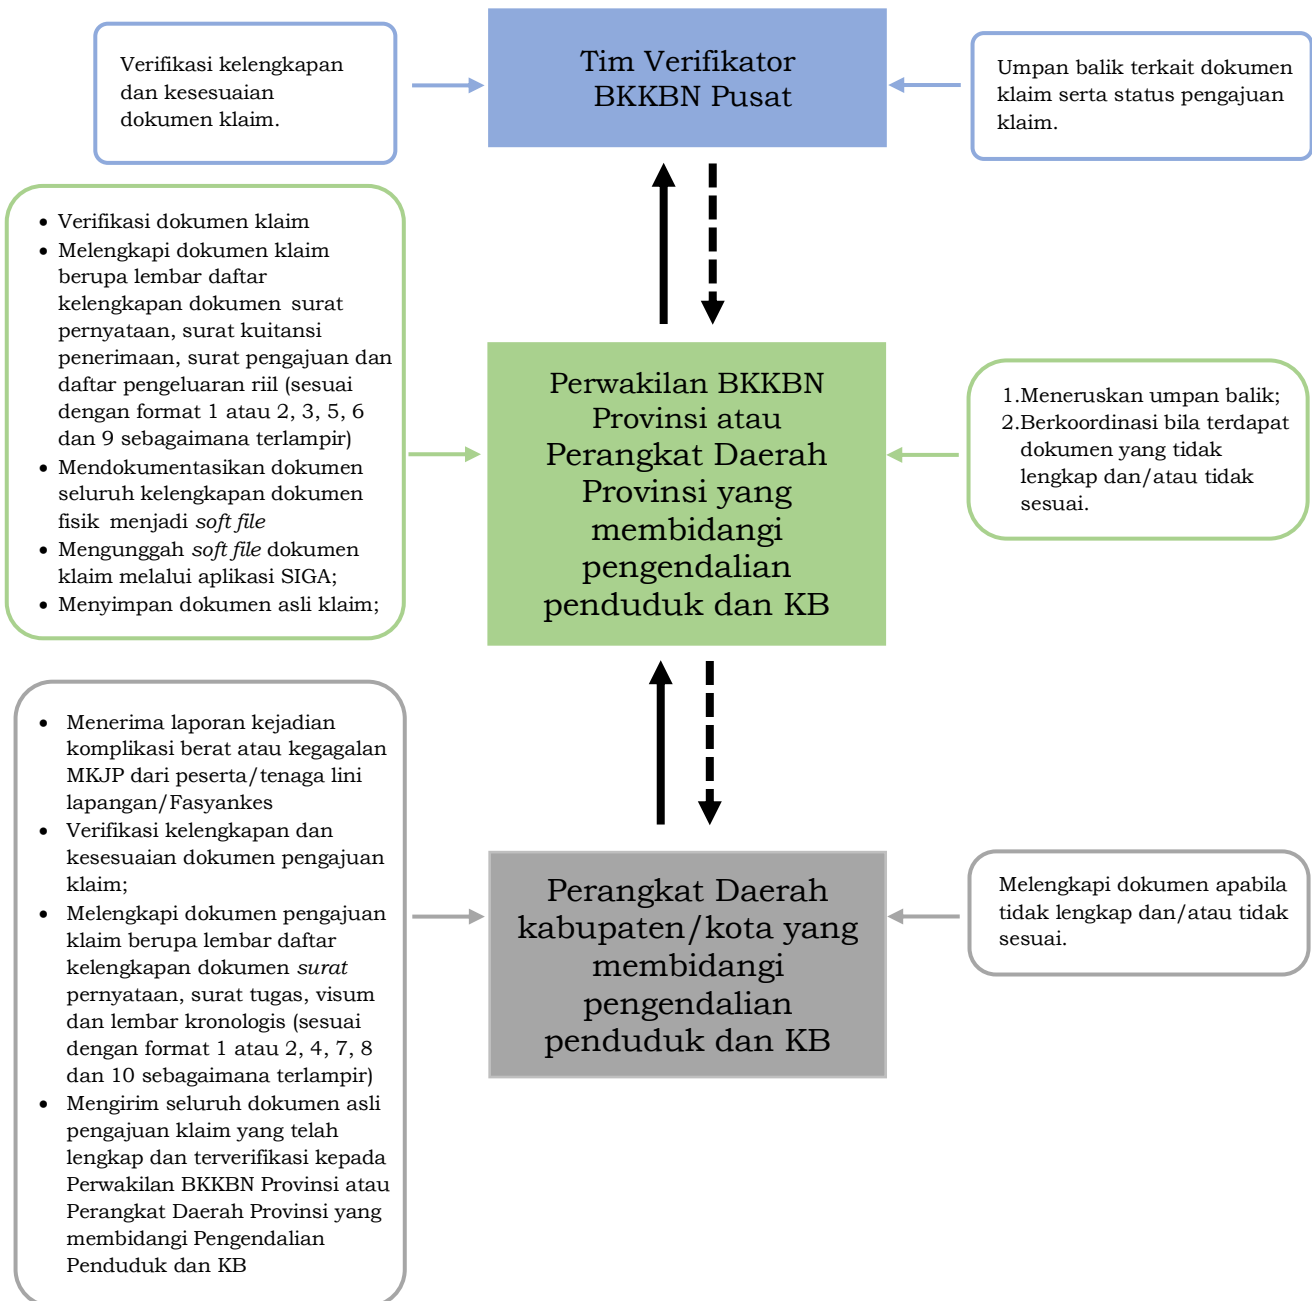 Verifikasi kelengkapan
dan kesesuaian
dokumen klaim.
Tim Verifikator
BKKBN Pusat
Umpan balik terkait dokumen
klaim serta status pengajuan
klaim.
• Verifikasi dokumen klaim
• Melengkapi dokumen klaim
berupa lembar daftar
kelengkapan dokumen surat
pernyataan, surat kuitansi
penerimaan, surat pengajuan dan
daftar pengeluaran riil (sesuai
dengan format 1 atau 2, 3, 5, 6
dan 9 sebagaimana terlampir)
• Mendokumentasikan dokumen
seluruh kelengkapan dokumen
fisik menjadi soft file
• Mengunggah soft file dokumen
klaim melalui aplikasi SIGA;
• Menyimpan dokumen asli klaim;
Perwakilan BKKBN
Provinsi atau
Perangkat Daerah
Provinsi yang
membidangi
pengendalian
penduduk dan KB
1.Meneruskan umpan balik;
2.Berkoordinasi bila terdapat
dokumen yang tidak
lengkap dan/atau tidak
sesuai.
• Menerima laporan kejadian
komplikasi berat atau kegagalan
MKJP dari peserta/tenaga lini
lapangan/Fasyankes
• Verifikasi kelengkapan dan
kesesuaian dokumen pengajuan
klaim;
• Melengkapi dokumen pengajuan
klaim berupa lembar daftar
kelengkapan dokumen surat
pernyataan, surat tugas, visum
dan lembar kronologis (sesuai
dengan format 1 atau 2, 4, 7, 8
dan 10 sebagaimana terlampir)
• Mengirim seluruh dokumen asli
pengajuan klaim yang telah
lengkap dan terverifikasi kepada
Perwakilan BKKBN Provinsi atau
Perangkat Daerah Provinsi yang
membidangi Pengendalian
Penduduk dan KB
Perangkat Daerah
kabupaten/kota yang
membidangi
pengendalian
penduduk dan KB
Melengkapi dokumen apabila
tidak lengkap dan/atau tidak
sesuai.